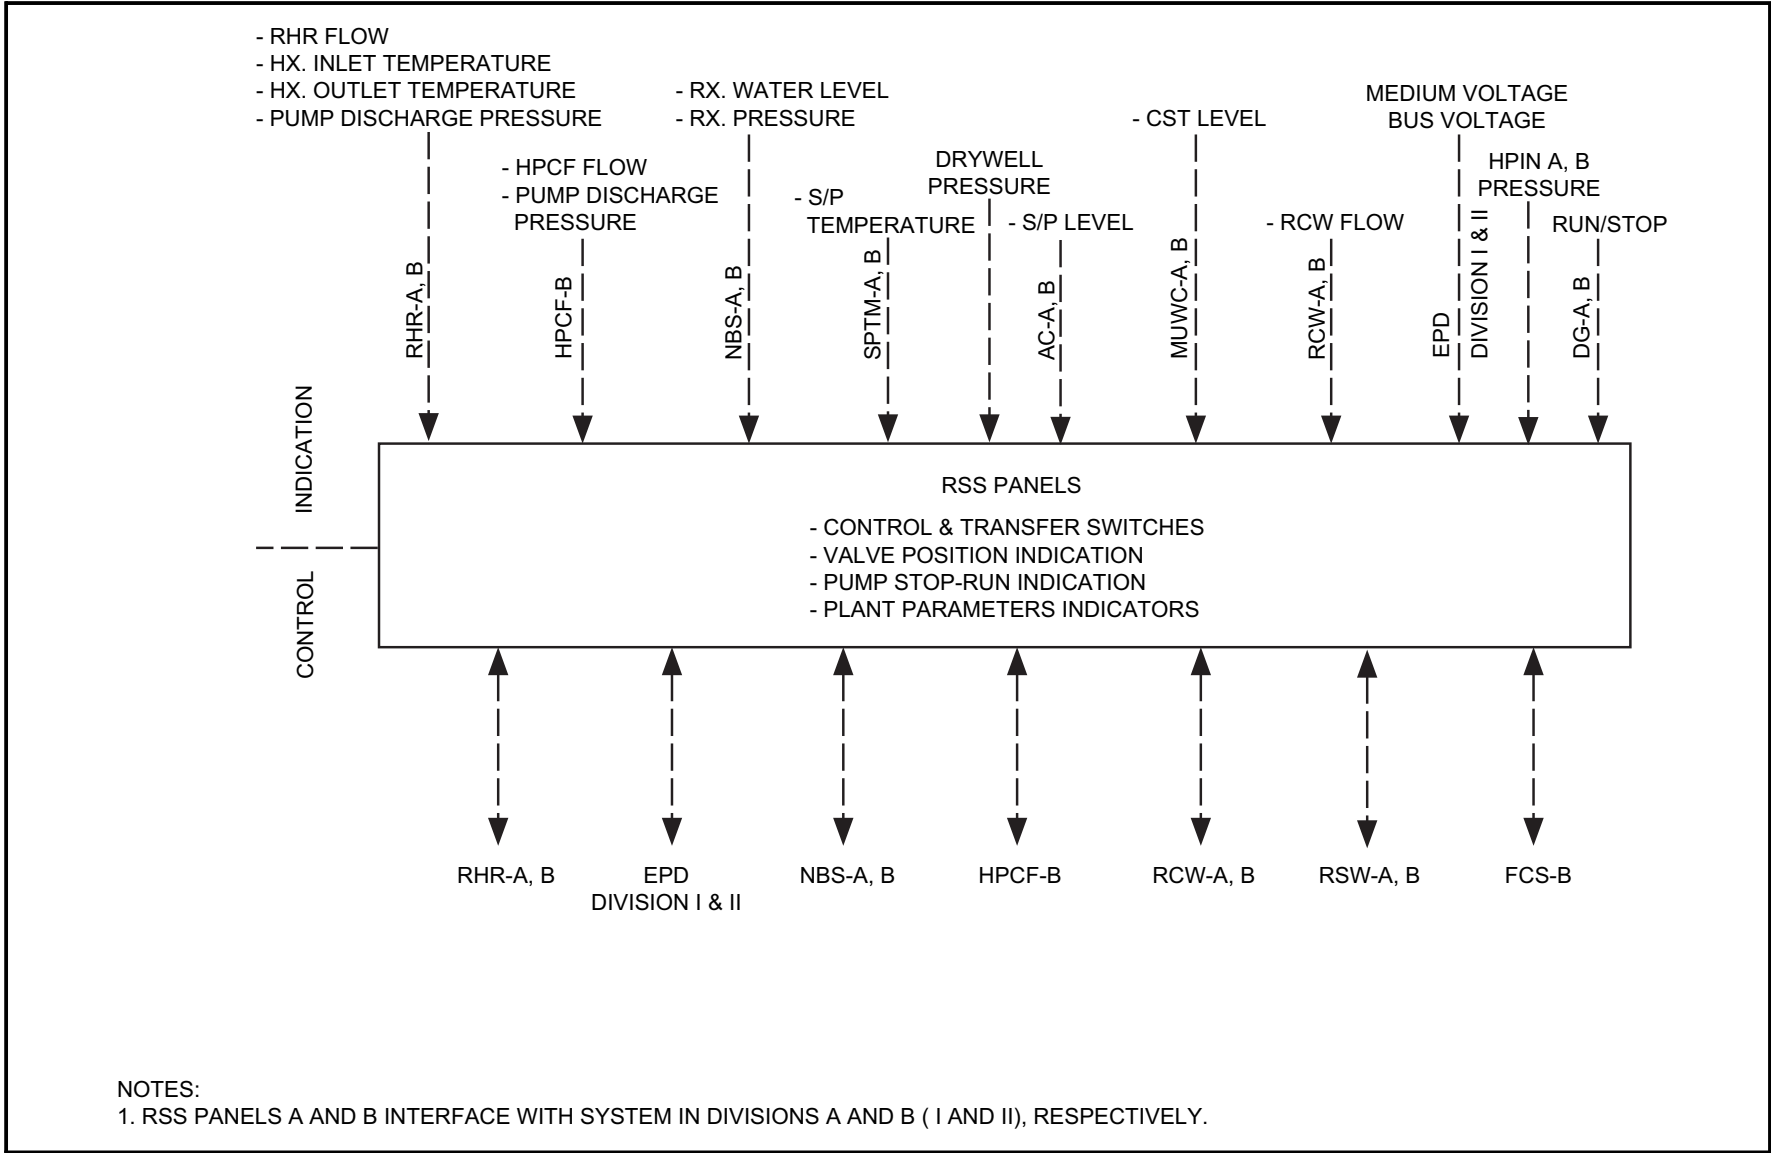 - RHR FLOW
- HX. INLET TEMPERATURE
- HX. OUTLET TEMPERATURE
- PUMP DISCHARGE PRESSURE
- HPCF FLOW
- PUMP DISCHARGE
PRESSURE
- RX. WATER LEVEL
- RX. PRESSURE
- S/P
TEMPERATURE
DRYWELL
PRESSURE
- S/P LEVEL
- CST LEVEL
- RCW FLOW
MEDIUM VOLTAGE
BUS VOLTAGE
HPIN A, B
PRESSURE
RUN/STOP
RHR-A, B
HPCF-B
NBS-A, B
SPTM-A, B
AC-A, B
MUWC-A, B
RCW-A, B
EPD
DIVISION I & II
DG-A, B
INDICATION
CONTROL
RSS PANELS
- CONTROL & TRANSFER SWITCHES
- VALVE POSITION INDICATION
- PUMP STOP-RUN INDICATION
- PLANT PARAMETERS INDICATORS
RHR-A, B
EPD
DIVISION I & II
NBS-A, B
HPCF-B
RCW-A, B
RSW-A, B
FCS-B
NOTES:
1. RSS PANELS A AND B INTERFACE WITH SYSTEM IN DIVISIONS A AND B ( I AND II), RESPECTIVELY.